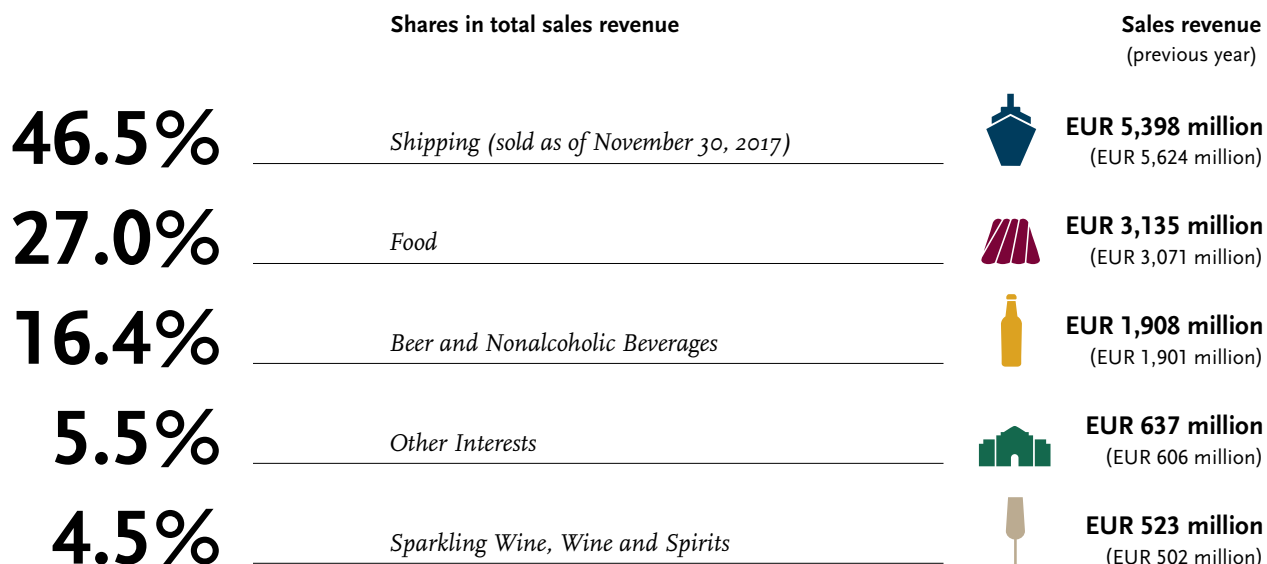 Shares in total sales revenue
Sales revenue
(previous year)
46.5% Shipping (sold as of November 30, 2017) EUR 5,398 million
(EUR 5,624 million)
27.0% Food EUR 3,135 million
(EUR 3,071 million)
16.4% Beer and Nonalcoholic Beverages EUR 1,908 million
(EUR 1,901 million)
5.5% Other Interests EUR 637 million
(EUR 606 million)
4.5% Sparkling Wine, Wine and Spirits EUR 523 million
(EUR 502 million)